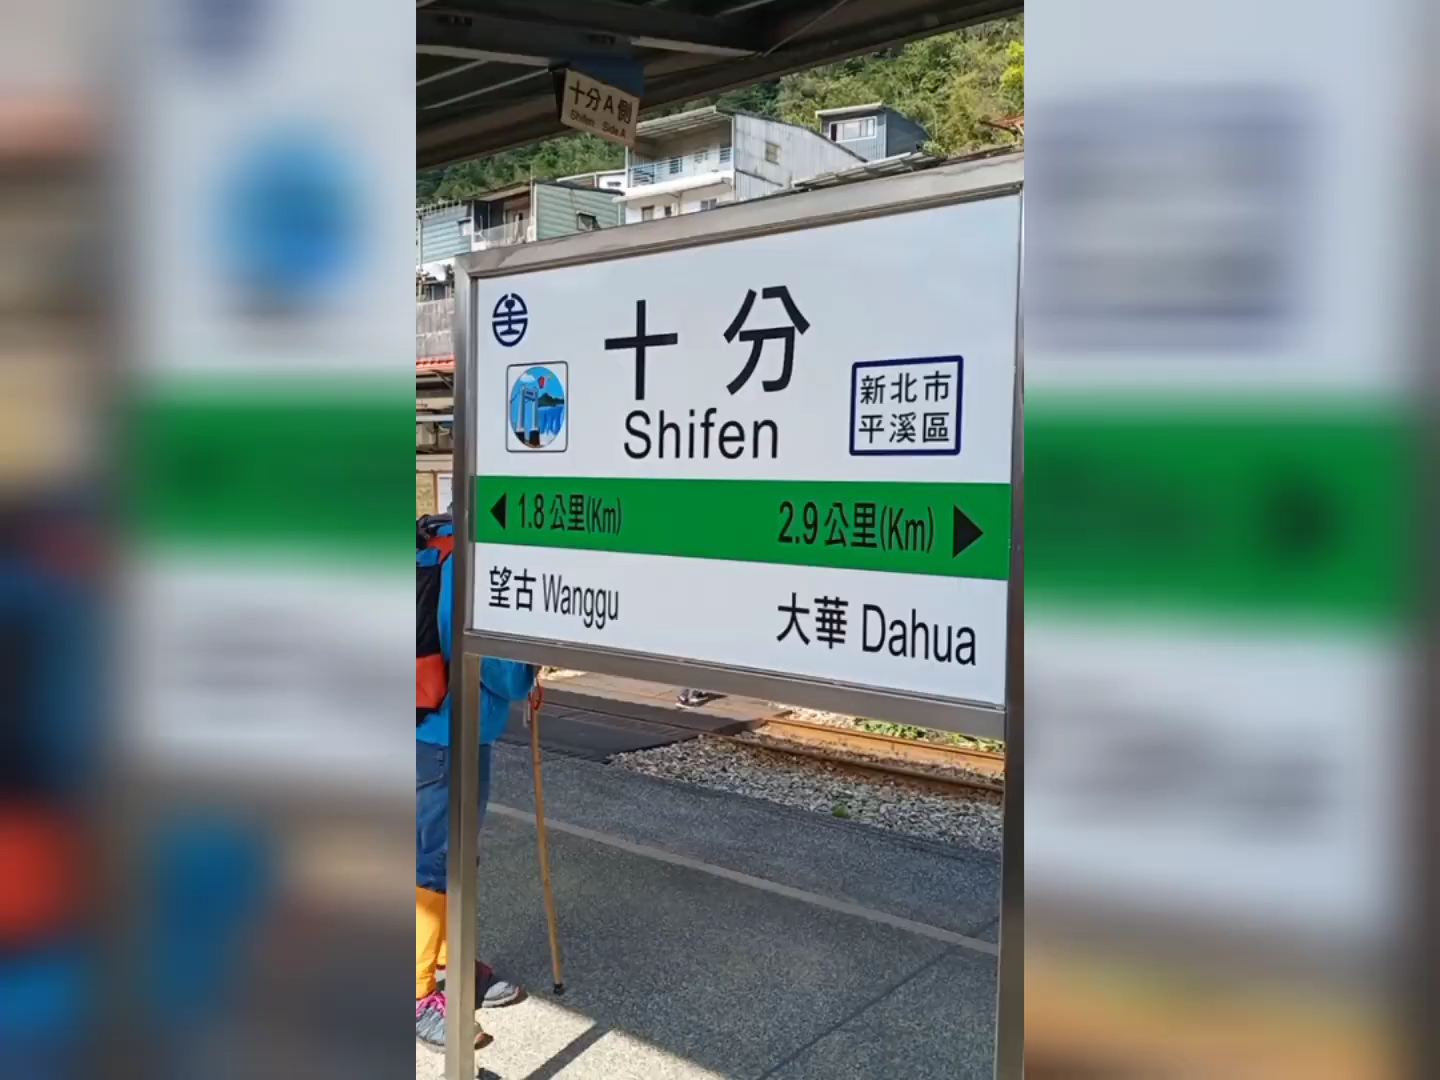 十分A側
Shifen Side A
十分
Shifen
新北市
平溪區
1.8公里(Km)
2.9公里(Km)
望古 Wanggu
大華 Dahua